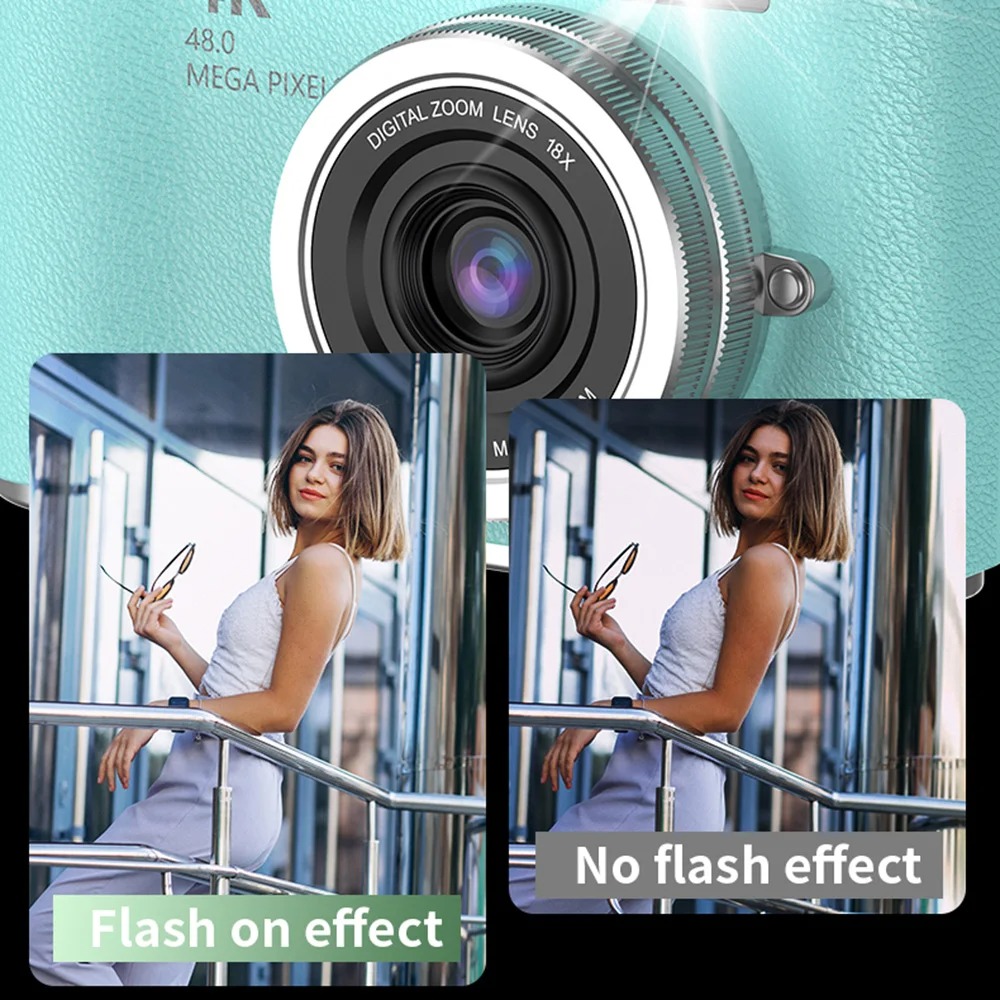 48.0
MEGA PIXEL
DIGITAL ZOOM LENS 18X
Flash on effect
No flash effect